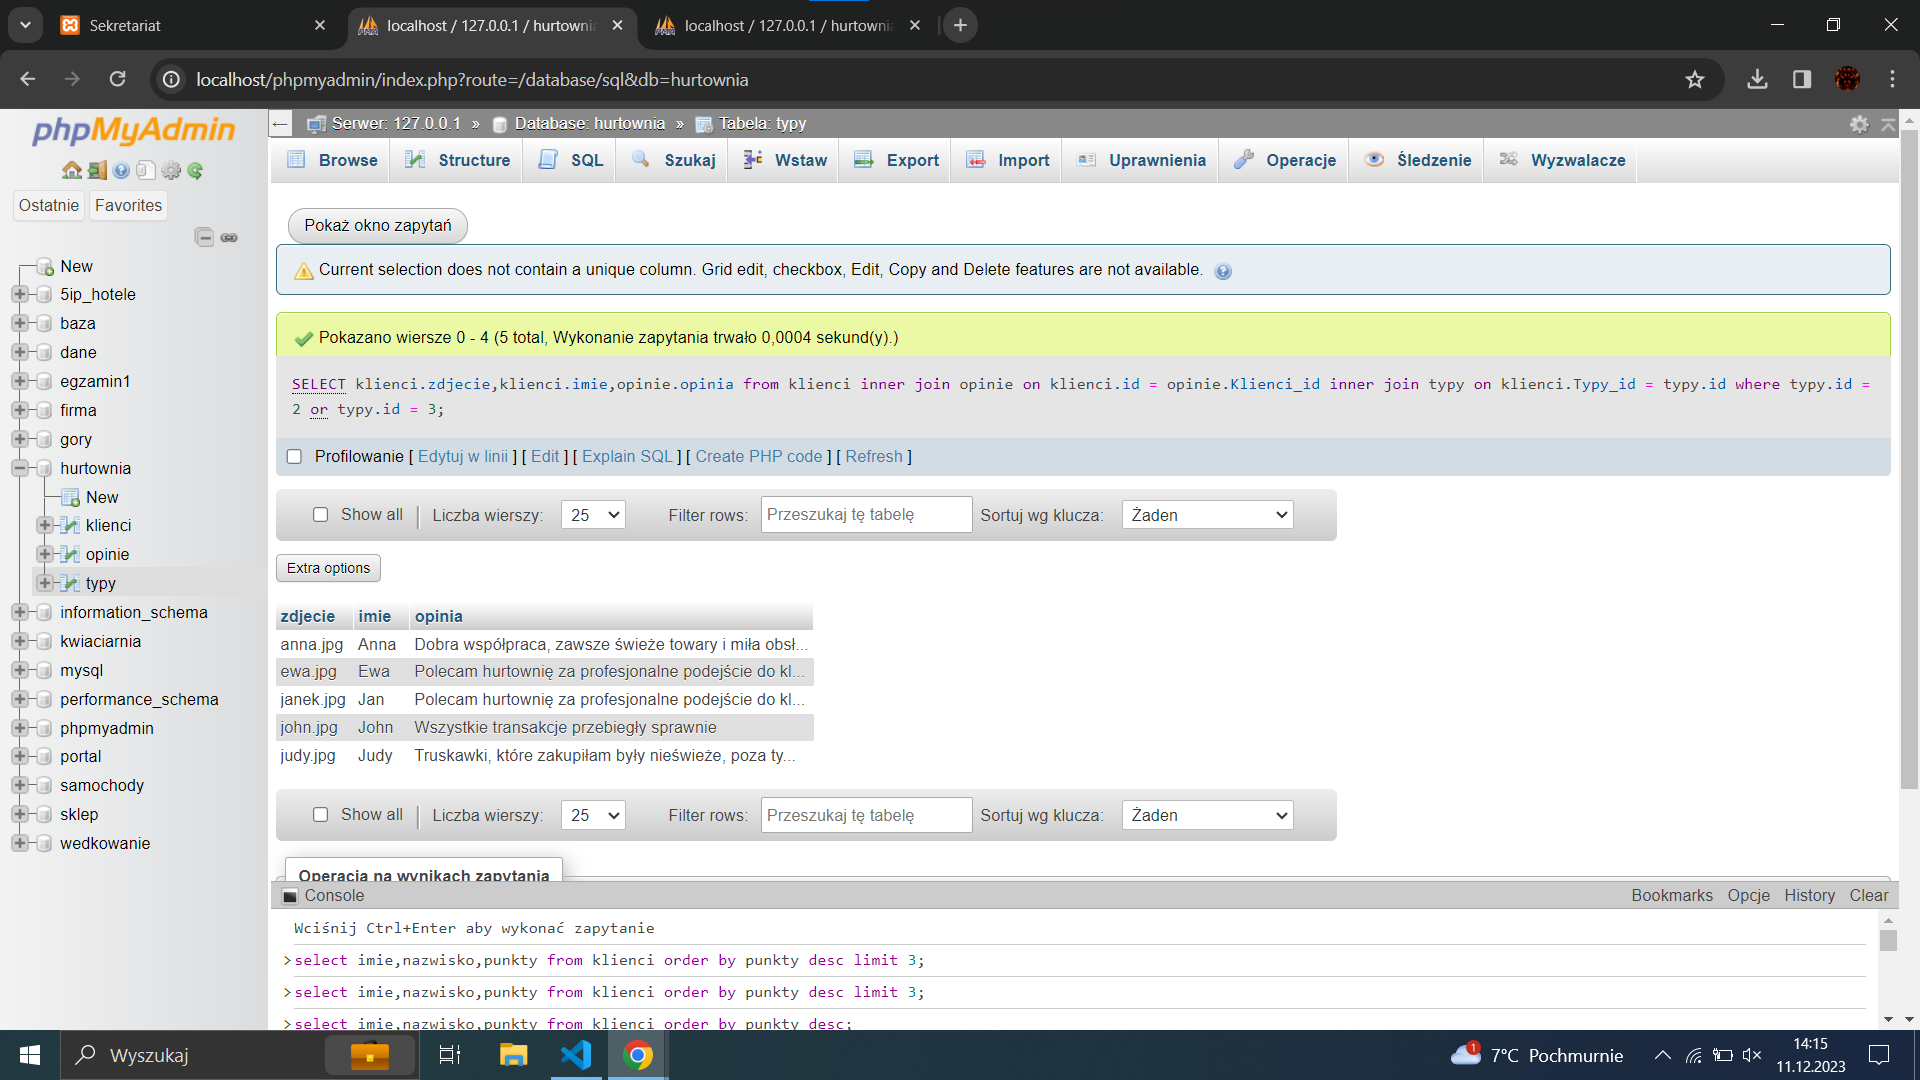 Sekretariat
localhost / 127.0.0.1 / hurtowni
localhost / 127.0.0.1 / hurtowni
localhost/phpmyadmin/index.php?route=/database/sql&db=hurtownia
phpMyAdmin
Ostatnie Favorites
New
5ip_hotele
baza
dane
egzamin1
firma
gory
hurtownia
New
klienci
opinie
typy
information_schema
kwiaciarnia
mysql
performance_schema
phpmyadmin
portal
samochody
sklep
wedkowanie
Serwer: 127.0.0.1 » Database: hurtownia » Tabela: typy
Browse Structure SQL Szukaj Wstaw Export Import Uprawnienia Operacje Śledzenie Wyzwalacze
Pokaż okno zapytań
Current selection does not contain a unique column. Grid edit, checkbox, Edit, Copy and Delete features are not available.
Pokazano wiersze 0 - 4 (5 total, Wykonanie zapytania trwało 0,0004 sekund(y).)
SELECT klienci.zdjecie,klienci.imie,opinie.opinia from klienci inner join opinie on klienci.id = opinie.Klienci_id inner join typy on klienci.Typy_id = typy.id where typy.id =
2 or typy.id = 3;
Profilowanie [ Edytuj w linii ] [ Edit ] [ Explain SQL ] [ Create PHP code ] [ Refresh ]
Show all Liczba wierszy: 25 Filter rows: Przeszukaj tę tabelę Sortuj wg klucza: Żaden
Extra options
zdjecie imie opinia
anna.jpg Anna Dobra współpraca, zawsze świeże towary i miła obsł...
ewa.jpg Ewa Polecam hurtownię za profesjonalne podejście do kl...
janek.jpg Jan Polecam hurtownię za profesjonalne podejście do kl...
john.jpg John Wszystkie transakcje przebiegły sprawnie
judy.jpg Judy Truskawki, które zakupiłam były nieświeże, poza ty...
Show all Liczba wierszy: 25 Filter rows: Przeszukaj tę tabelę Sortuj wg klucza: Żaden
Operacja na wynikach zapytania
Console Bookmarks Opcje History Clear
Wciśnij Ctrl+Enter aby wykonać zapytanie
>select imie,nazwisko,punkty from klienci order by punkty desc limit 3;
>select imie,nazwisko,punkty from klienci order by punkty desc limit 3;
>select imie,nazwisko,punkty from klienci order by punkty desc;
Wyszukaj
1
7°C Pochmurnie
14:15
11.12.2023